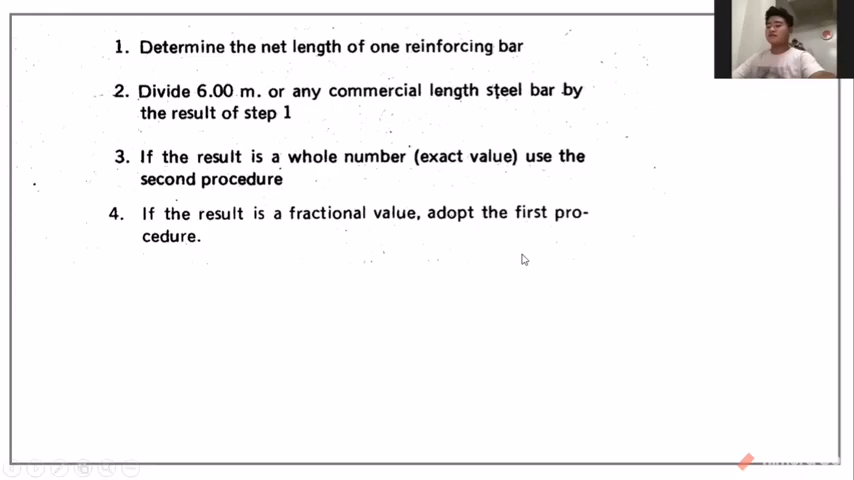 1. Determine the net length of one reinforcing bar
2. Divide 6.00 m. or any commercial length steel bar by
the result of step 1
3. If the result is a whole number (exact value) use the
second procedure
4. If the result is a fractional value, adopt the first pro-
cedure.